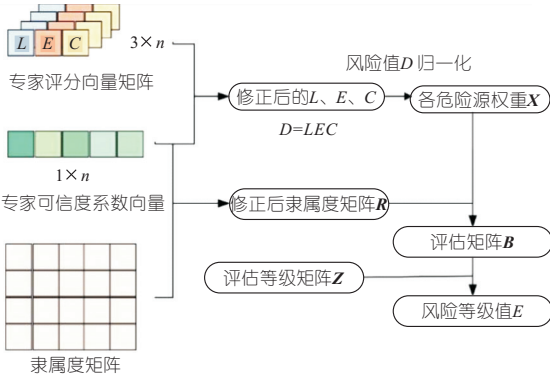 L E C
3×n
专家评分向量矩阵
风险值D 归一化
修正后的L、E、C
各危险源权重X
D=LEC
1×n
专家可信度系数向量
修正后隶属度矩阵R
评估矩阵B
评估等级矩阵Z
风险等级值E
隶属度矩阵